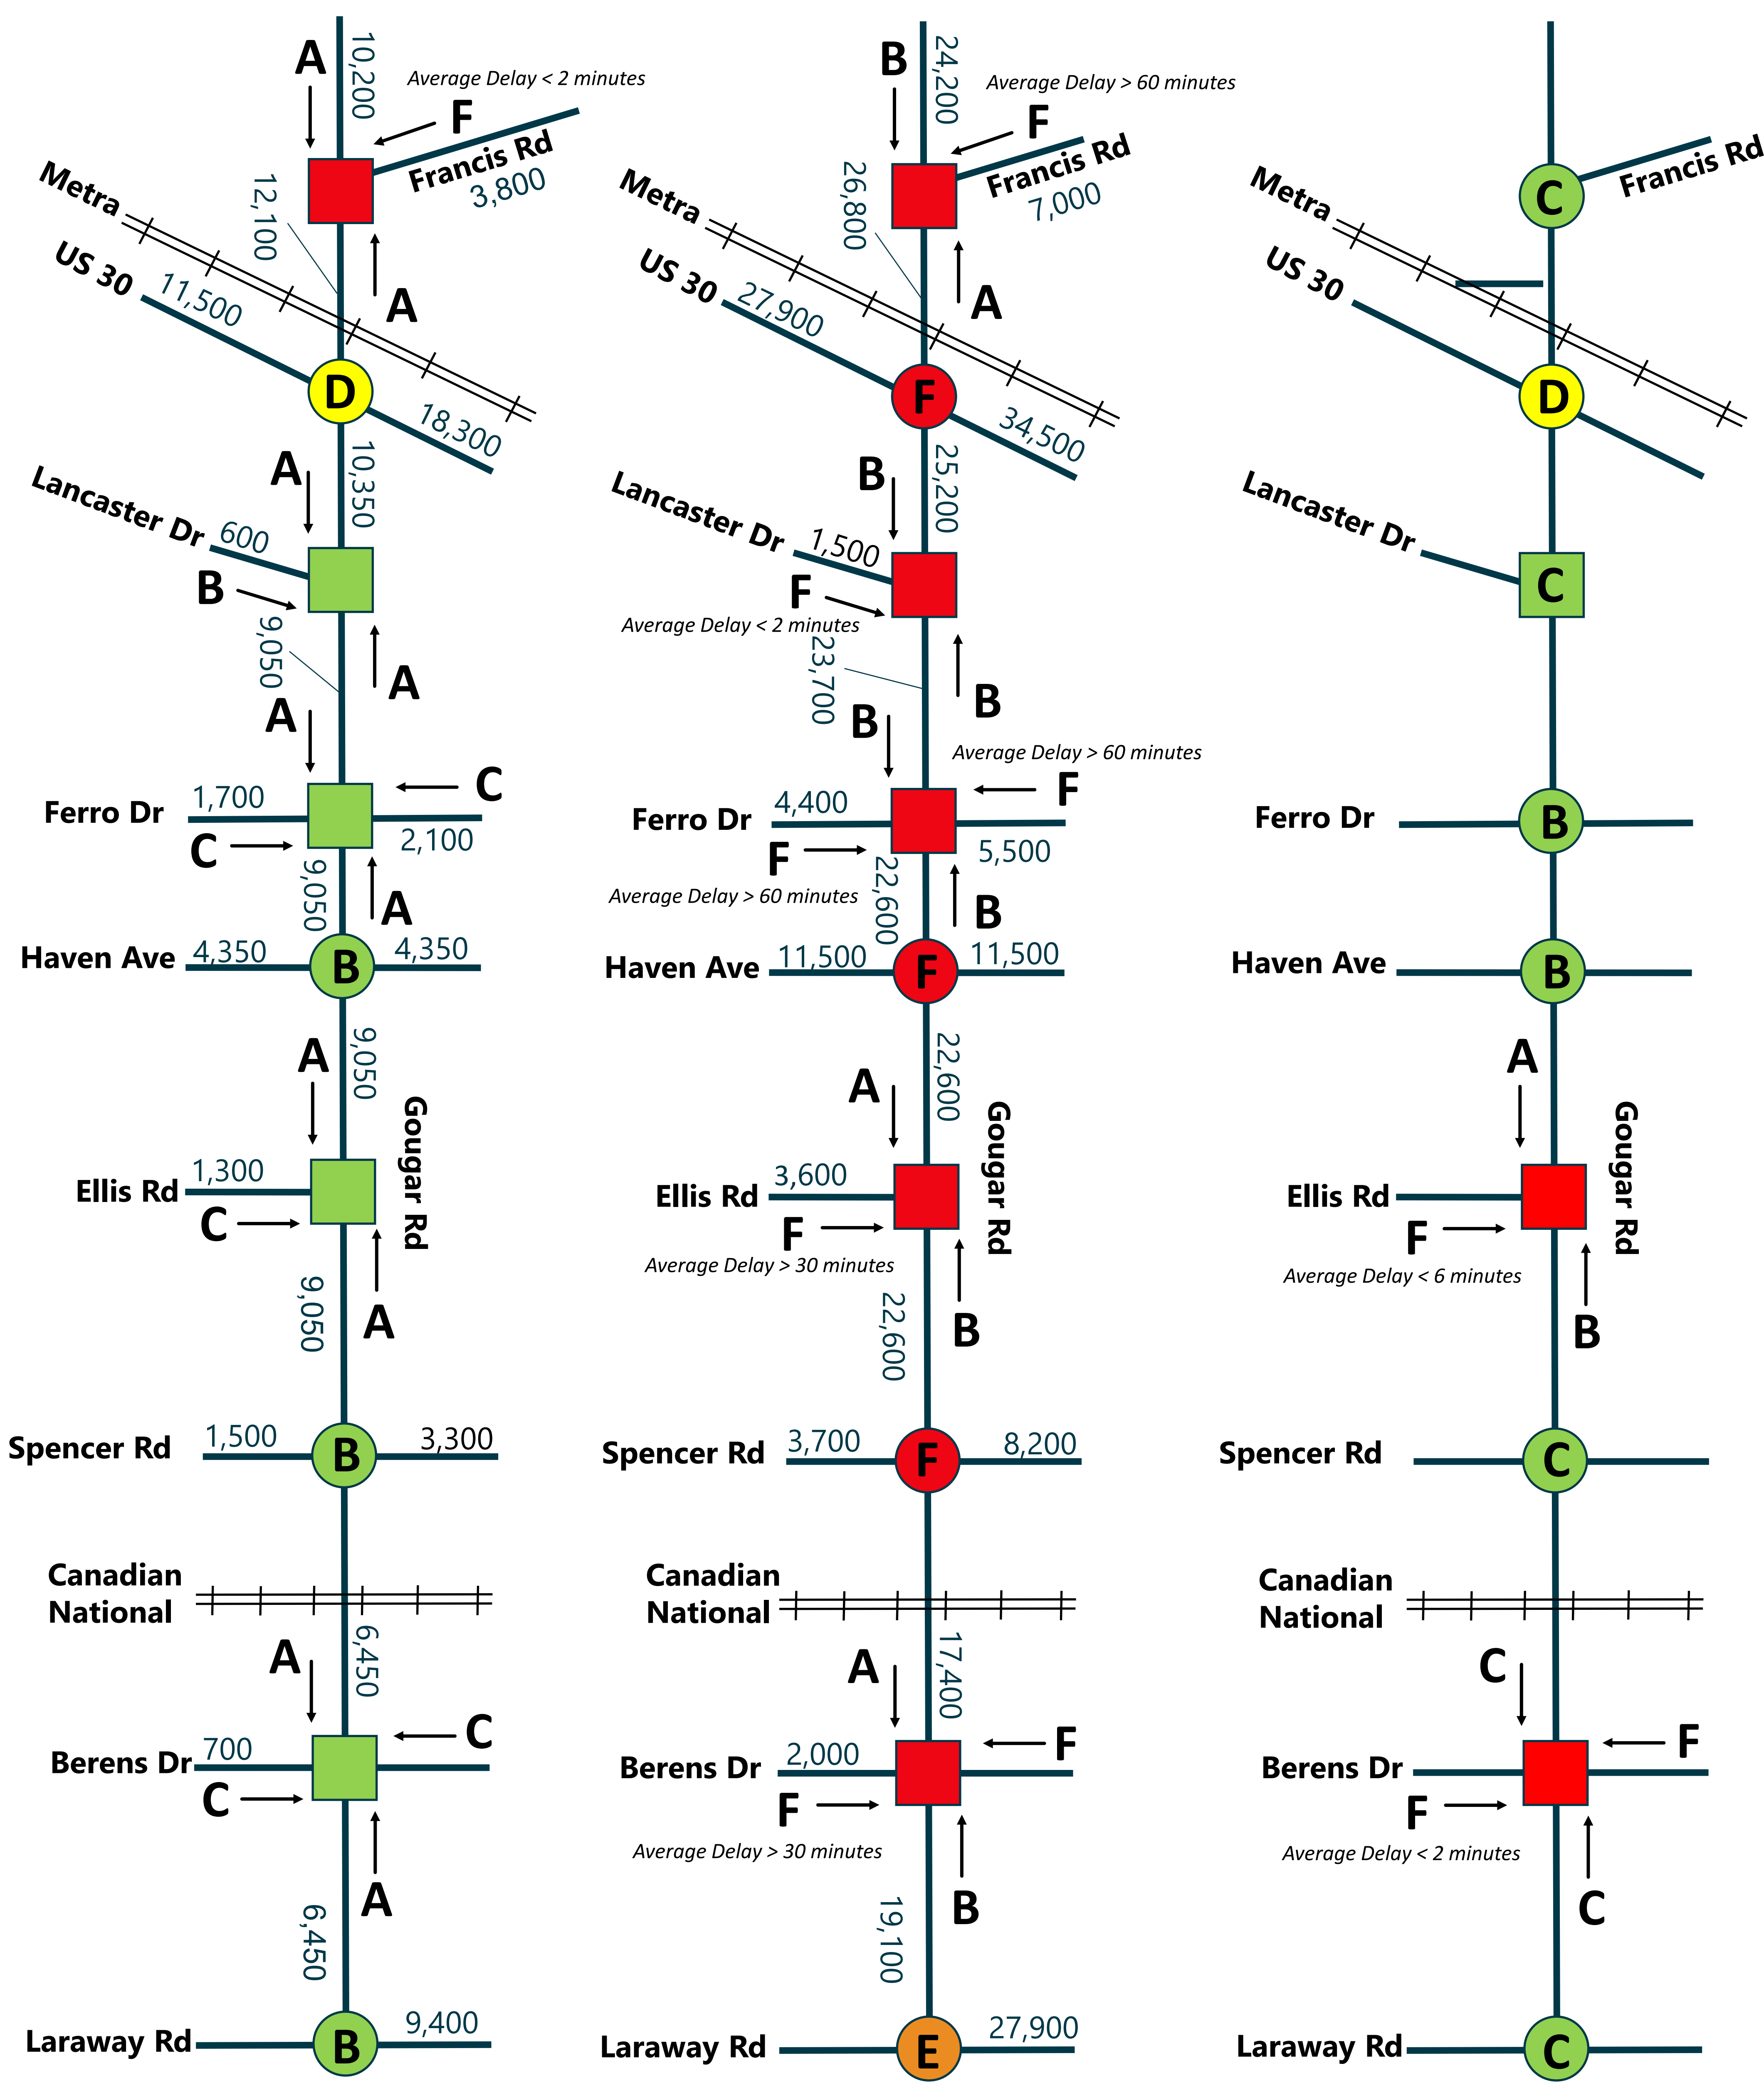 A
10,200
Average Delay < 2 minutes
F
Francis Rd
3,800
12,100
Metra
US 30
11,500
A
D
18,300
10,350
A
Lancaster Dr
600
B
9,050
A
A
C
1,700
Ferro Dr
2,100
C
9,050
A
4,350
4,350
Haven Ave
B
9,050
A
Gougar Rd
1,300
Ellis Rd
C
9,050
A
1,500
3,300
Spencer Rd
B
Canadian
National
6,450
A
C
700
Berens Dr
C
A
6,450
9,400
Laraway Rd
B
B
24,200
Average Delay > 60 minutes
F
Francis Rd
7,000
26,800
Metra
US 30
27,900
A
F
34,500
25,200
B
Lancaster Dr
1,500
F
Average Delay < 2 minutes
23,700
B
B
Average Delay > 60 minutes
F
4,400
Ferro Dr
5,500
F
Average Delay > 60 minutes
22,600
B
11,500
11,500
Haven Ave
F
22,600
A
Gougar Rd
3,600
Ellis Rd
F
Average Delay > 30 minutes
22,600
B
3,700
8,200
Spencer Rd
F
Canadian
National
17,400
A
F
2,000
Berens Dr
F
Average Delay > 30 minutes
B
19,100
27,900
Laraway Rd
E
C
Francis Rd
Metra
US 30
D
Lancaster Dr
C
Ferro Dr
B
Haven Ave
B
A
Gougar Rd
Ellis Rd
F
Average Delay < 6 minutes
B
Spencer Rd
C
Canadian
National
C
F
Berens Dr
F
Average Delay < 2 minutes
C
Laraway Rd
C